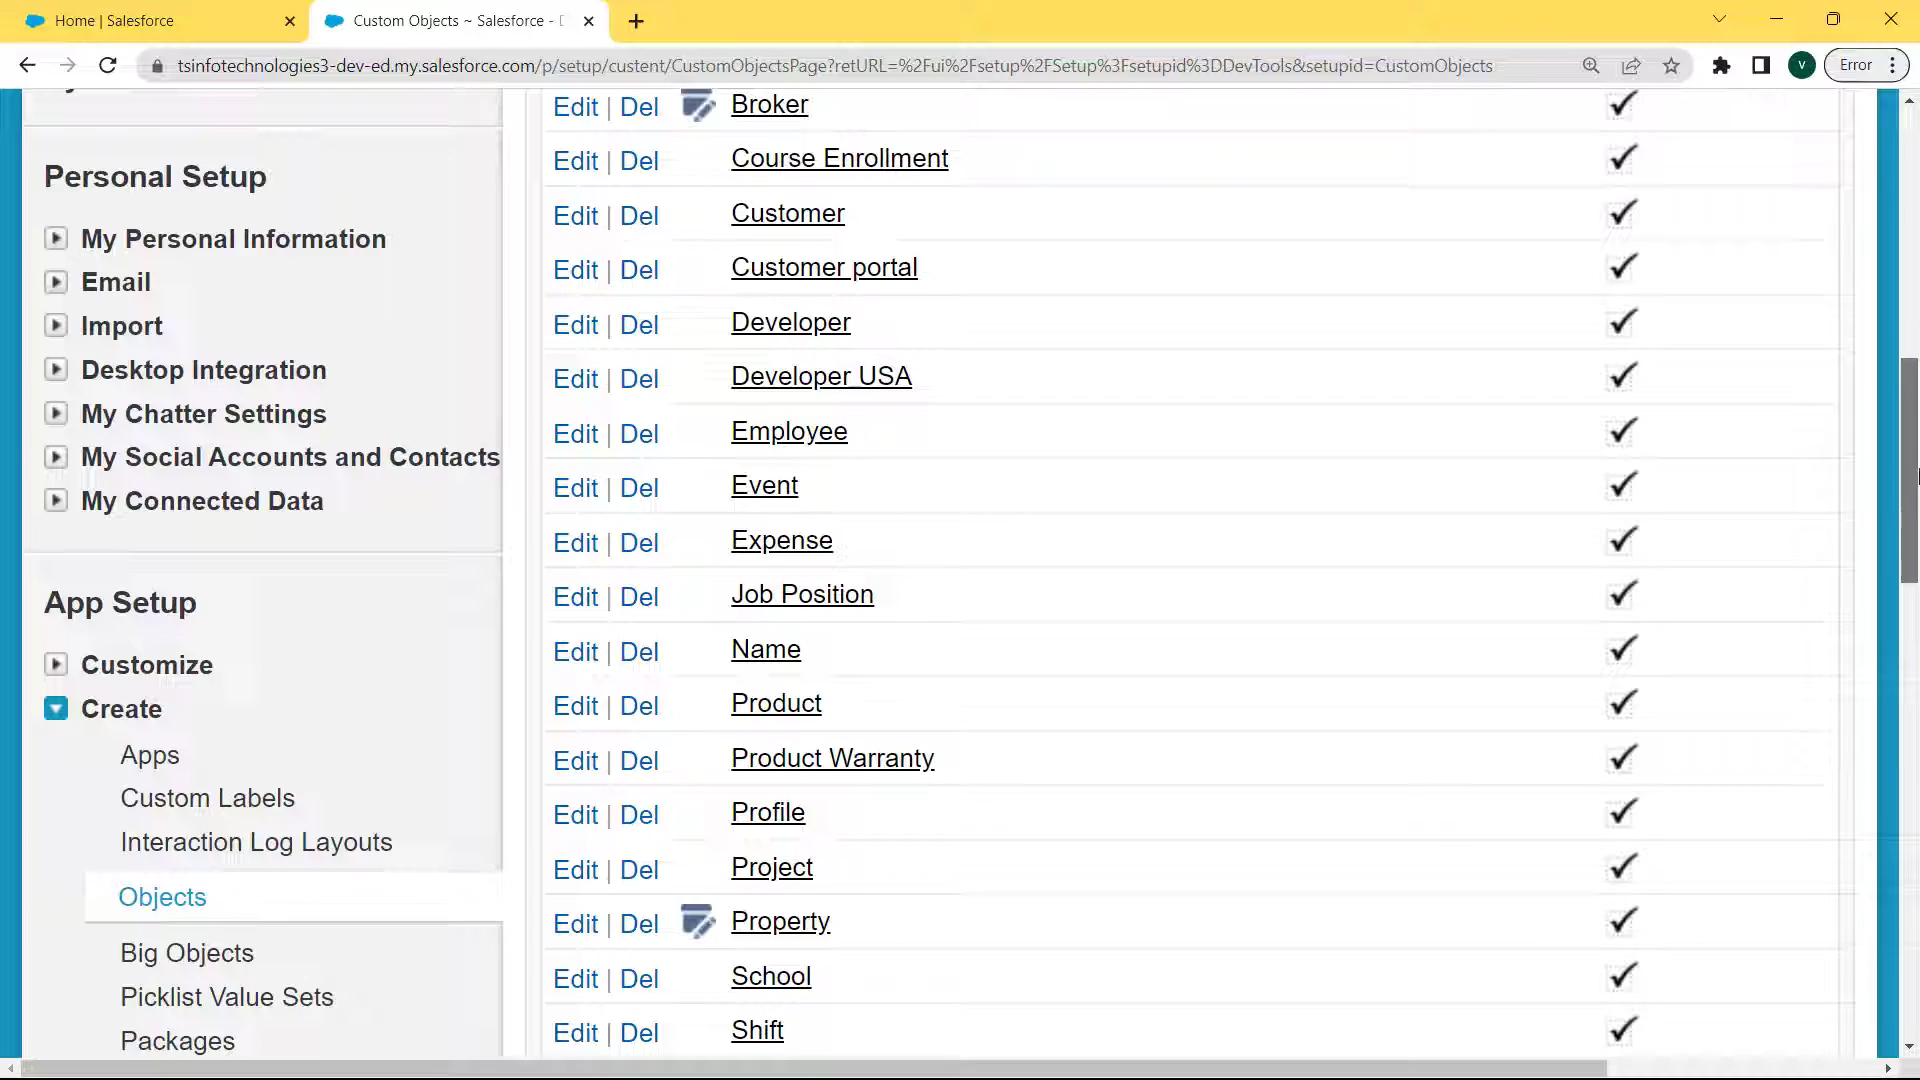 Home | Salesforce
Custom Objects ~ Salesforce -
tsinfotechnologies3-dev-ed.my.salesforce.com/p/setup/custent/CustomObjectsPage?retURL=%2Fui%2Fsetup%2FSetup%3Fsetupid%3DDevTools&setupid=CustomObjects
V
Error
Personal Setup
My Personal Information
Email
Import
Desktop Integration
My Chatter Settings
My Social Accounts and Contacts
My Connected Data
App Setup
Customize
Create
Apps
Custom Labels
Interaction Log Layouts
Objects
Big Objects
Picklist Value Sets
Packages
Edit | Del Broker
Edit | Del Course Enrollment
Edit | Del Customer
Edit | Del Customer portal
Edit | Del Developer
Edit | Del Developer USA
Edit | Del Employee
Edit | Del Event
Edit | Del Expense
Edit | Del Job Position
Edit | Del Name
Edit | Del Product
Edit | Del Product Warranty
Edit | Del Profile
Edit | Del Project
Edit | Del Property
Edit | Del School
Edit | Del Shift